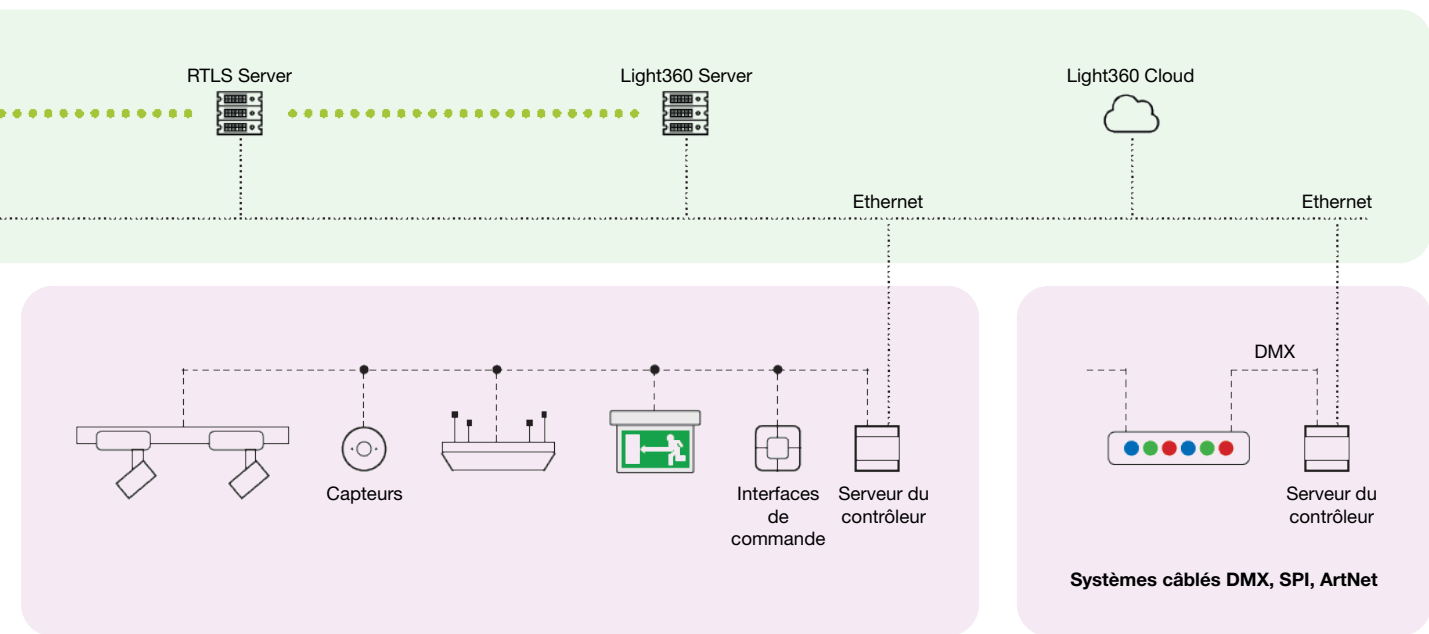 RTLS Server
Light360 Server
Light360 Cloud
Ethernet
Ethernet
DMX
Capteurs
Interfaces
de
commande
Serveur du
contrôleur
Serveur du
contrôleur
Systèmes câblés DMX, SPI, ArtNet